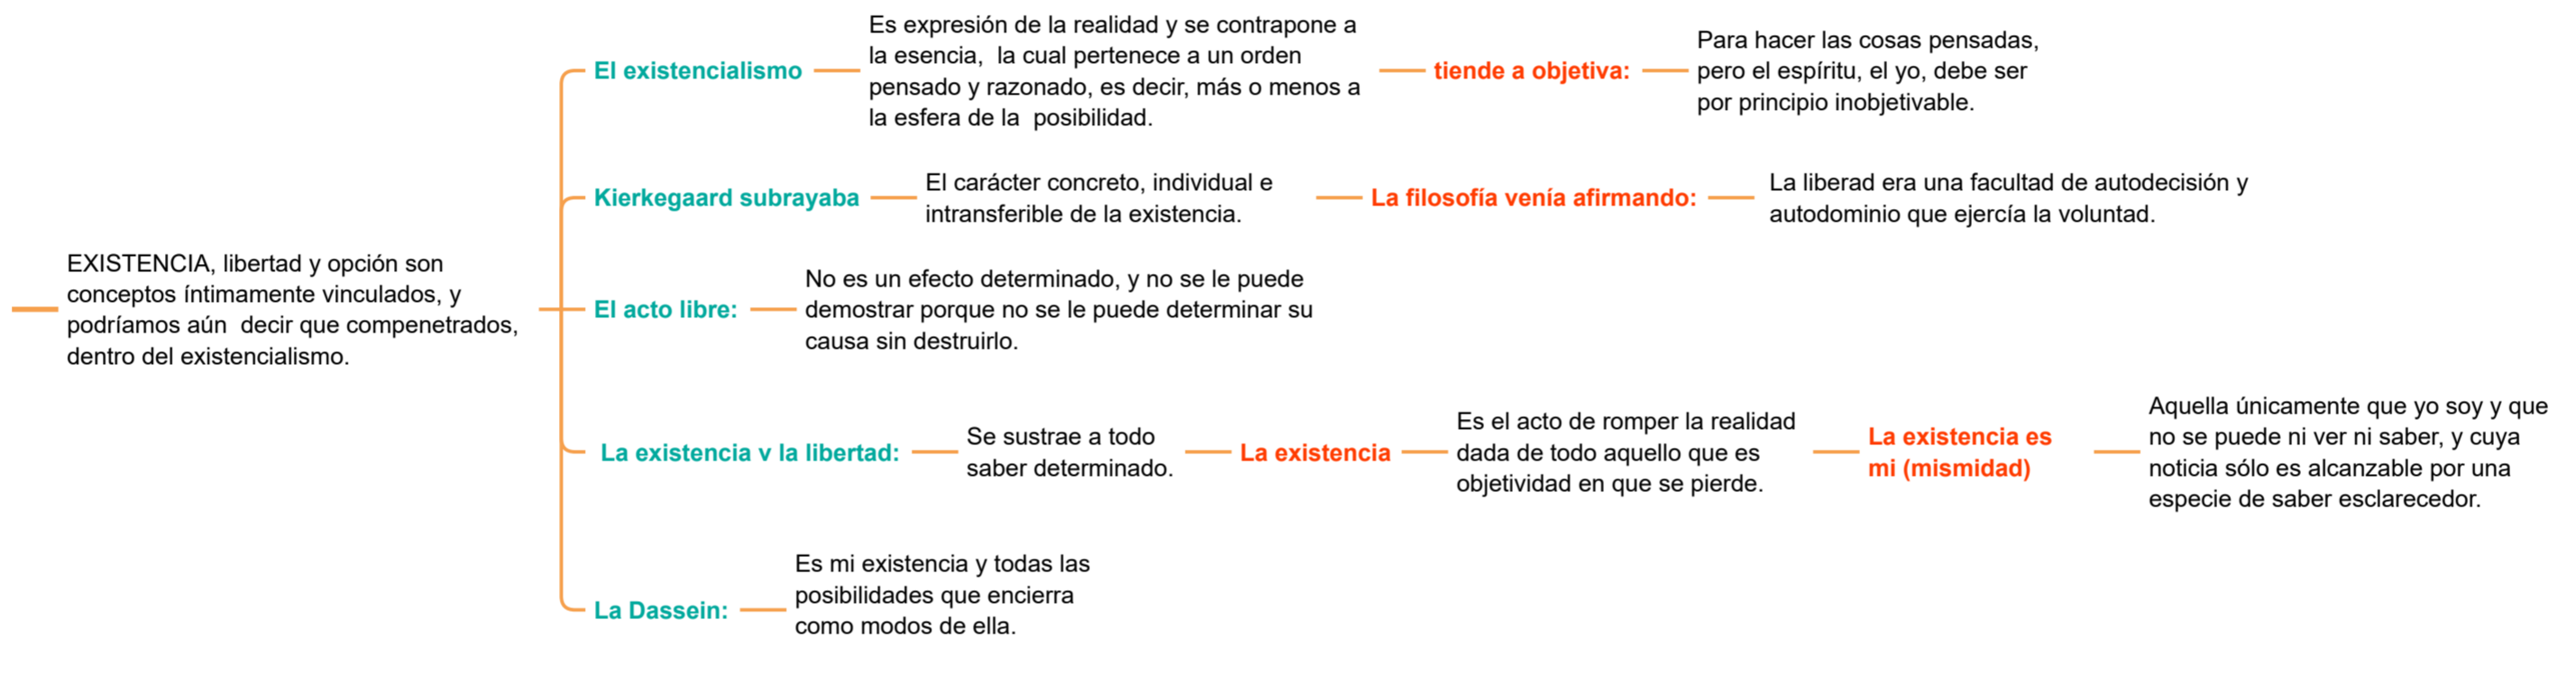 EXISTENCIA, libertad y opción son
conceptos íntimamente vinculados, y
podríamos aún  decir que compenetrados,
dentro del existencialismo.
El existencialismo
Es expresión de la realidad y se contrapone a
la esencia,  la cual pertenece a un orden
pensado y razonado, es decir, más o menos a
la esfera de la  posibilidad.
tiende a objetiva:
Para hacer las cosas pensadas,
pero el espíritu, el yo, debe ser
por principio inobjetivable.
Kierkegaard subrayaba
El carácter concreto, individual e
intransferible de la existencia.
La filosofía venía afirmando:
La liberad era una facultad de autodecisión y
autodominio que ejercía la voluntad.
El acto libre:
No es un efecto determinado, y no se le puede
demostrar porque no se le puede determinar su
causa sin destruirlo.
La existencia v la libertad:
Se sustrae a todo
saber determinado.
La existencia
Es el acto de romper la realidad
dada de todo aquello que es
objetividad en que se pierde.
La existencia es
mi (mismidad)
Aquella únicamente que yo soy y que
no se puede ni ver ni saber, y cuya
noticia sólo es alcanzable por una
especie de saber esclarecedor.
La Dassein:
Es mi existencia y todas las
posibilidades que encierra
como modos de ella.